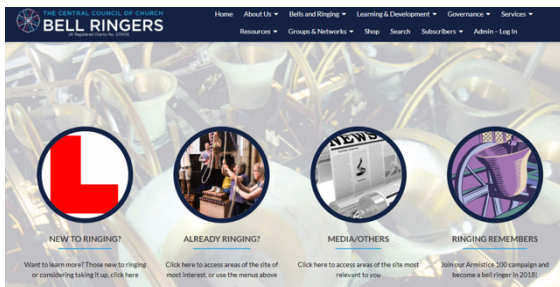 THE CENTRAL COUNCIL OF CHURCH
BELL RINGERS
UK Registered Charity No. 270036
Home About Us Bells and Ringing Learning & Development Governance Services
Resources Groups & Networks Shop Search Subscribers Admin - Log In
L
NEWS
NEW TO RINGING?
ALREADY RINGING?
MEDIA/OTHERS
RINGING REMEMBERS
Want to learn more? Those new to ringing
or considering taking it up, click here
Click here to access areas of the site of
most interest, or use the menus above
Click here to access areas of the site most
relevant to you
Join our Armistice 100 campaign and
become a bell ringer in 2018!